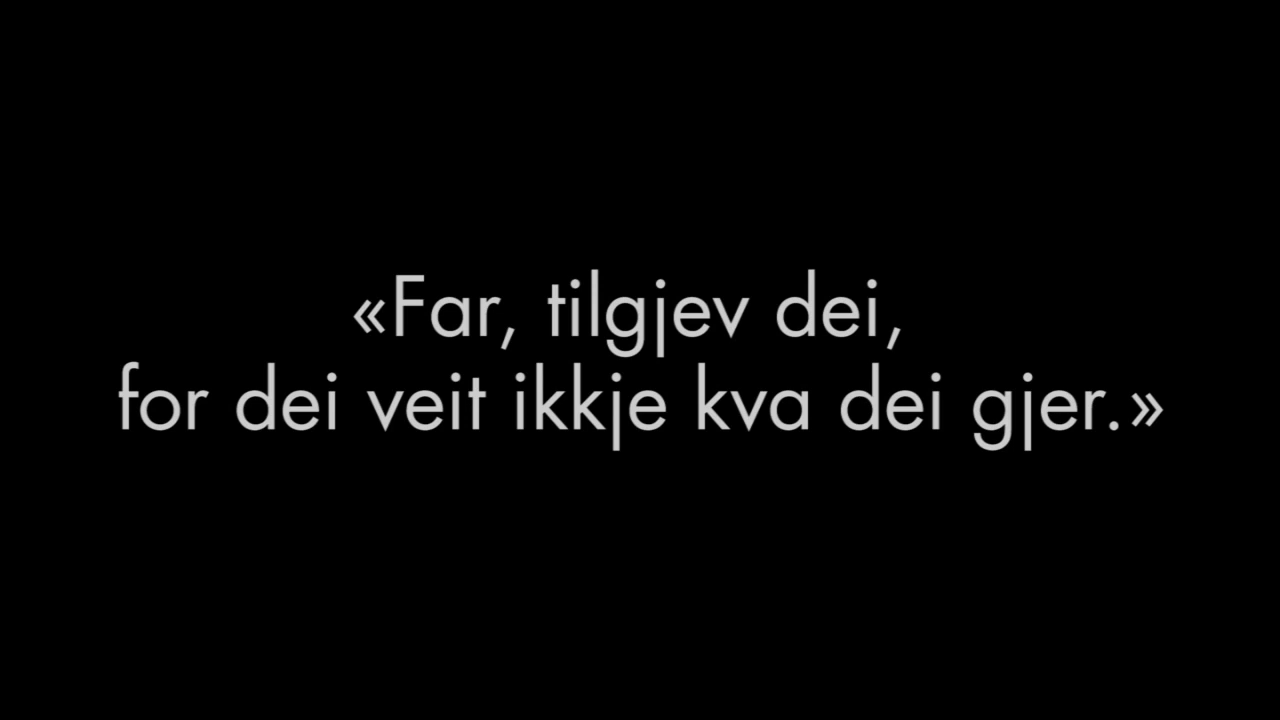 «Far, tilgjev dei,
for dei veit ikkje kva dei gjer.»